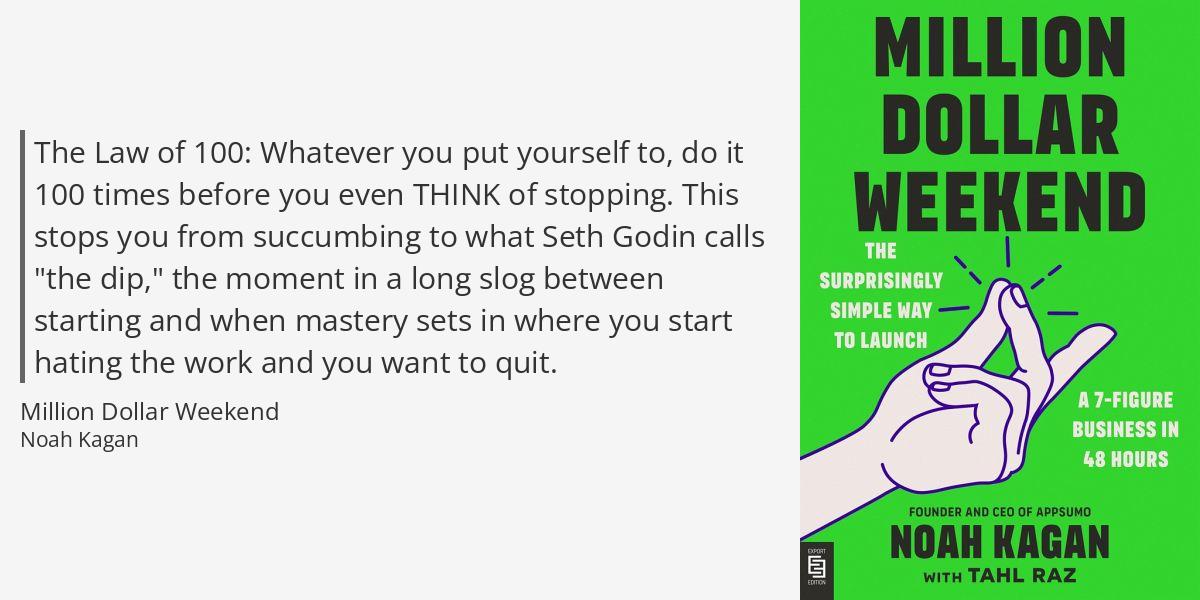 The Law of 100: Whatever you put yourself to, do it
100 times before you even THINK of stopping. This
stops you from succumbing to what Seth Godin calls
"the dip," the moment in a long slog between
starting and when mastery sets in where you start
hating the work and you want to quit.
Million Dollar Weekend
Noah Kagan
MILLION
DOLLAR
WEEKEND
THE
SURPRISINGLY
SIMPLE WAY
TO LAUNCH
A 7-FIGURE
BUSINESS IN
48 HOURS
FOUNDER AND CEO OF APPSUMO
NOAH KAGAN
WITH TAHL RAZ
EXPORT
EDITION